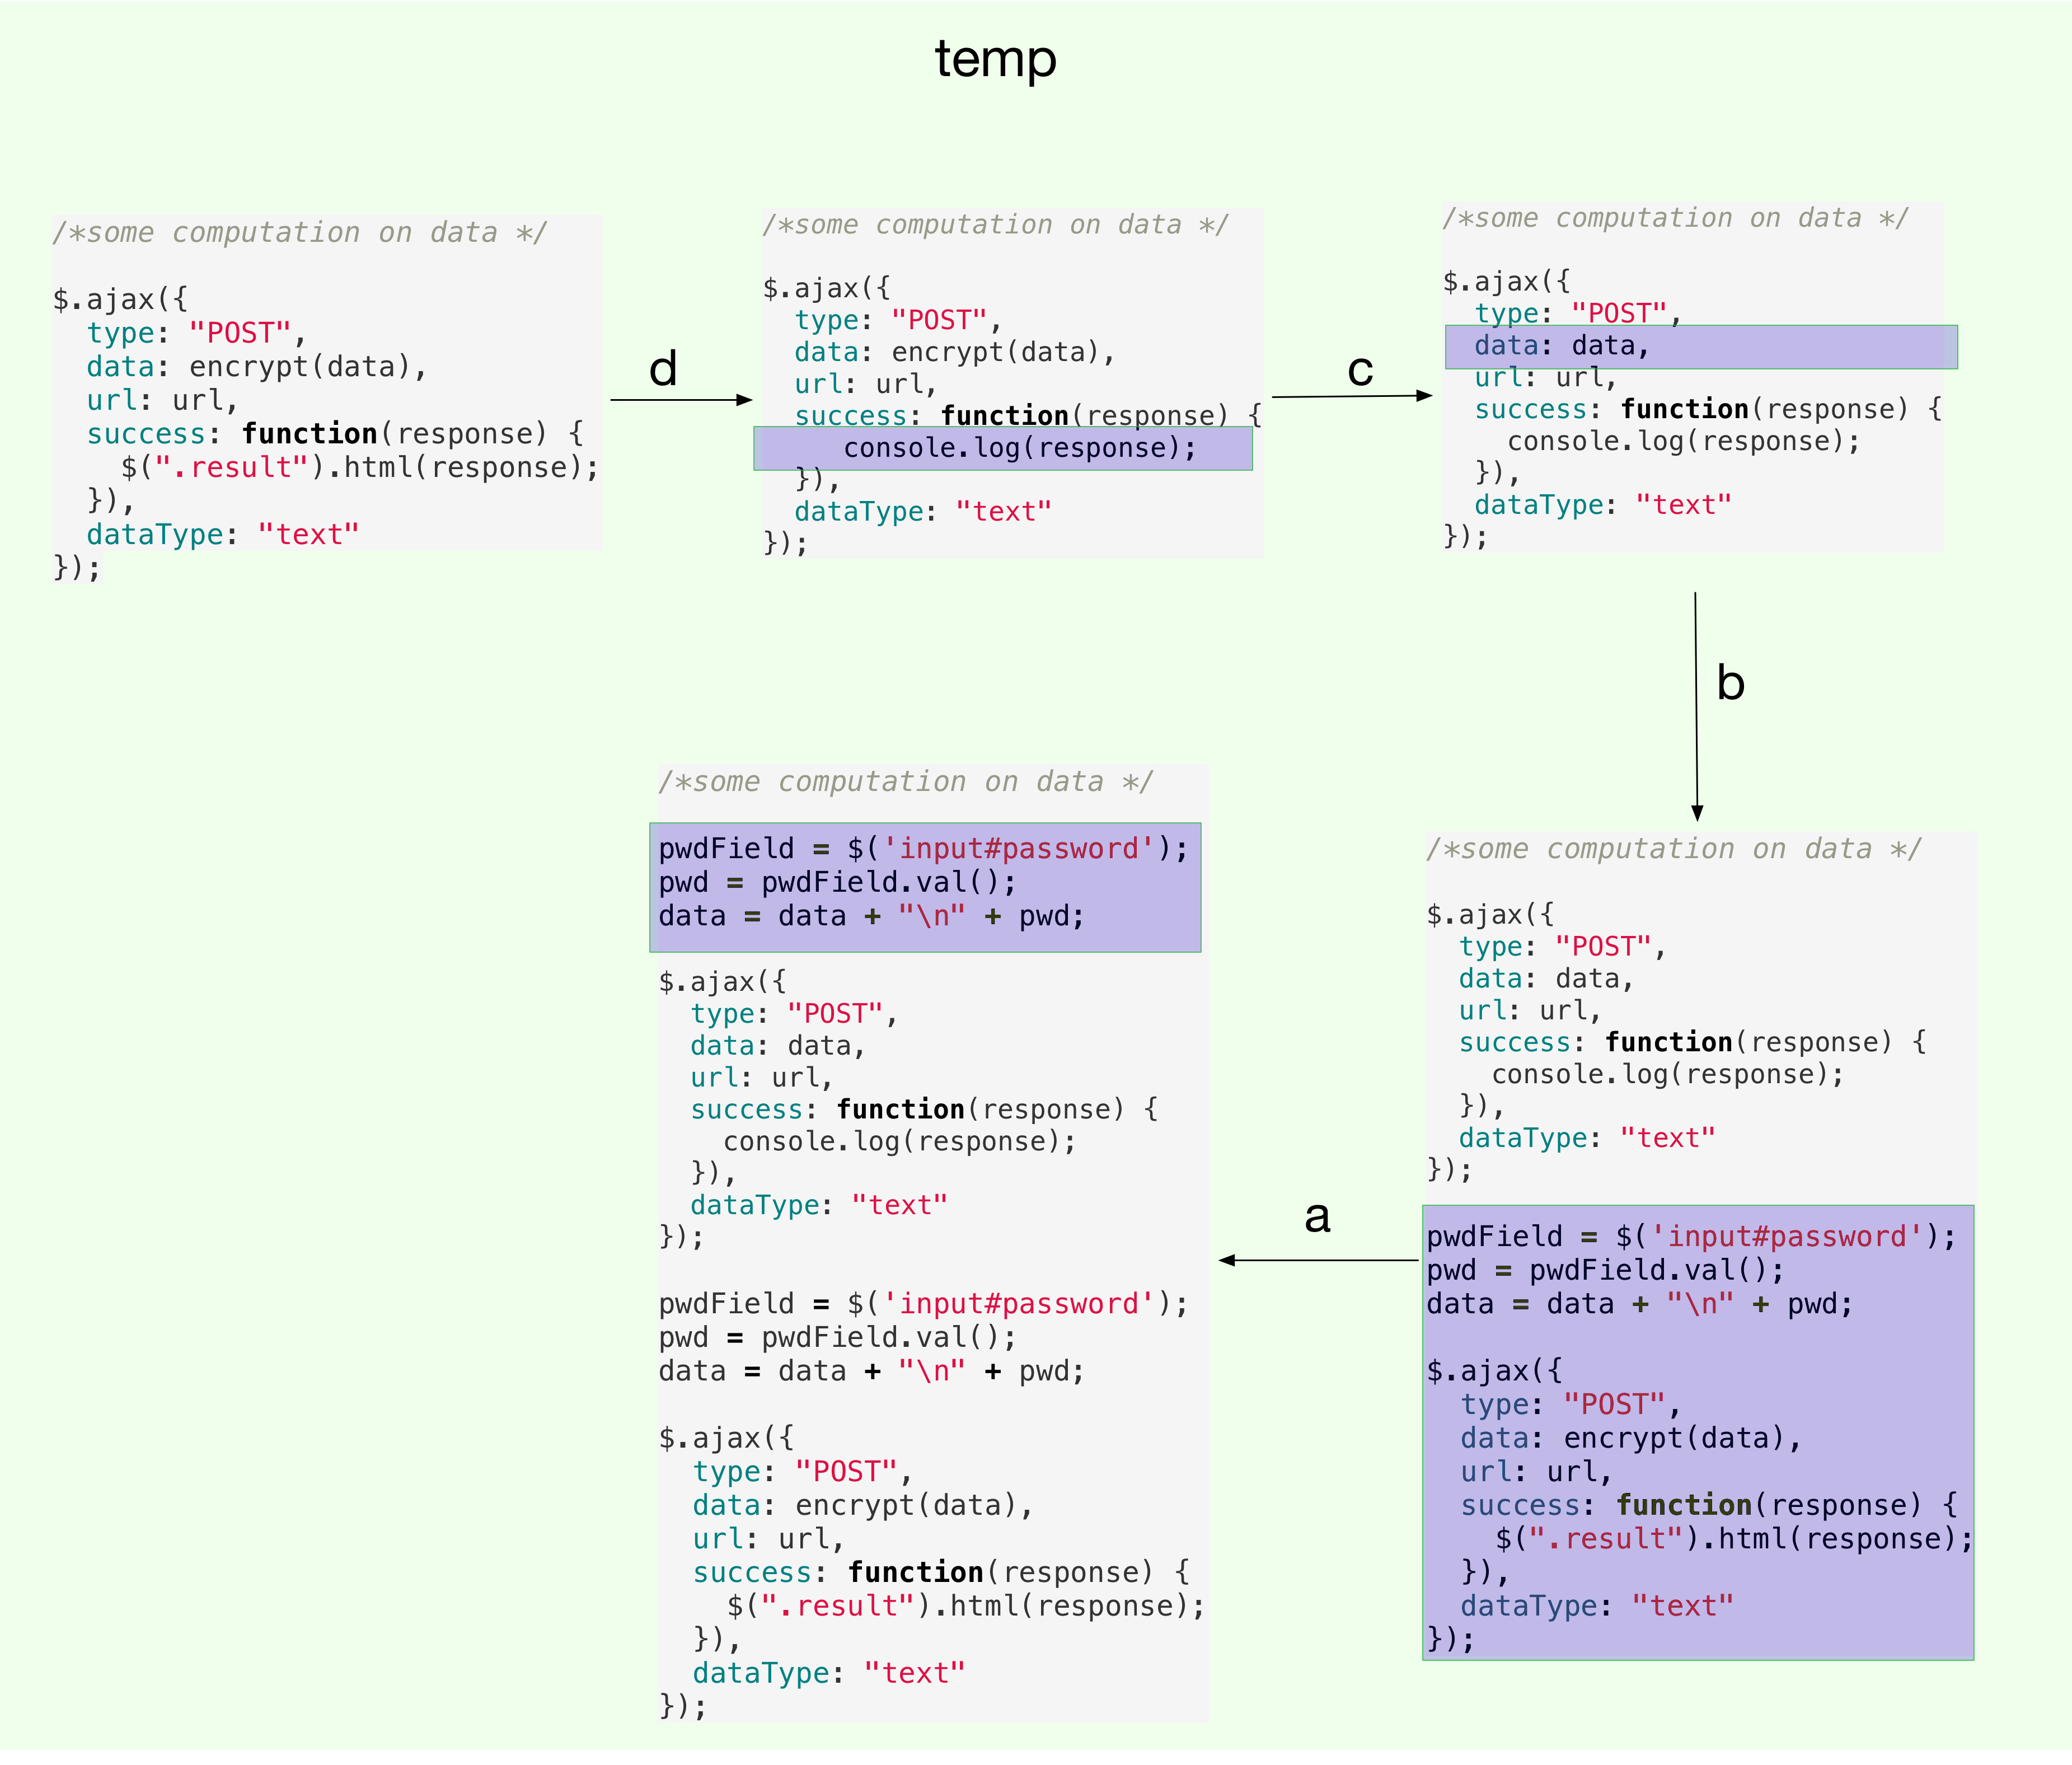 temp
/*some computation on data */
$.ajax({
  type: "POST",
  data: encrypt(data),
  url: url,
  success: function(response) {
    $(".result").html(response);
  }),
  dataType: "text"
});
d
/*some computation on data */
$.ajax({
  type: "POST",
  data: encrypt(data),
  url: url,
  success: function(response) {
     console.log(response);
  }),
  dataType: "text"
});
c
/*some computation on data */
$.ajax({
  type: "POST",
  data: data,
  url: url,
  success: function(response) {
    console.log(response);
  }),
  dataType: "text"
});
b
/*some computation on data */
$.ajax({
  type: "POST",
  data: data,
  url: url,
  success: function(response) {
    console.log(response);
  }),
  dataType: "text"
});
pwdField = $('input#password');
pwd = pwdField.val();
data = data + "\n" + pwd;
$.ajax({
  type: "POST",
  data: encrypt(data),
  url: url,
  success: function(response) {
    $(".result").html(response);
  }),
  dataType: "text"
});
a
/*some computation on data */
pwdField = $('input#password');
pwd = pwdField.val();
data = data + "\n" + pwd;
$.ajax({
  type: "POST",
  data: data,
  url: url,
  success: function(response) {
    console.log(response);
  }),
  dataType: "text"
});
pwdField = $('input#password');
pwd = pwdField.val();
data = data + "\n" + pwd;
$.ajax({
  type: "POST",
  data: encrypt(data),
  url: url,
  success: function(response) {
    $(".result").html(response);
  }),
  dataType: "text"
});